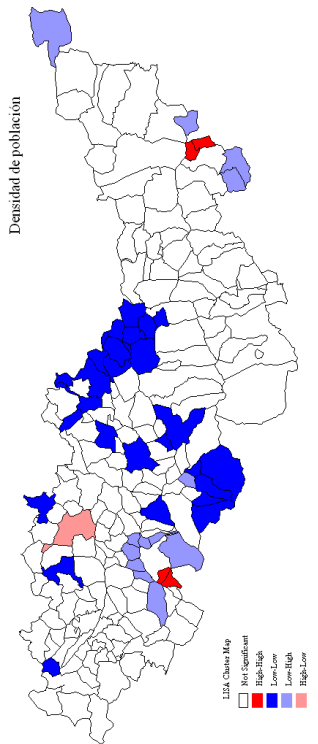 Densidad de población
LISA Cluster Map
Not Significant
High-High
Low-Low
Low-High
High-Low